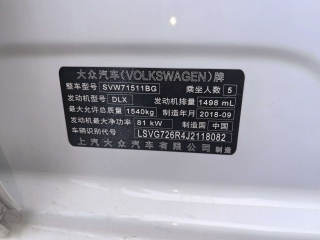 大众汽车(VOLKSWAGEN)牌
整车型号 SVW71511BG 乘坐人数 5
发动机型号 DLX 发动机排量 1498 mL
最大允许总质量 1540kg 制造年月 2018-09
发动机最大净功率 81 kW 制造国 中国
车辆识别代号 LSVG726R4J2118082
上汽大众汽车有限公司 制造